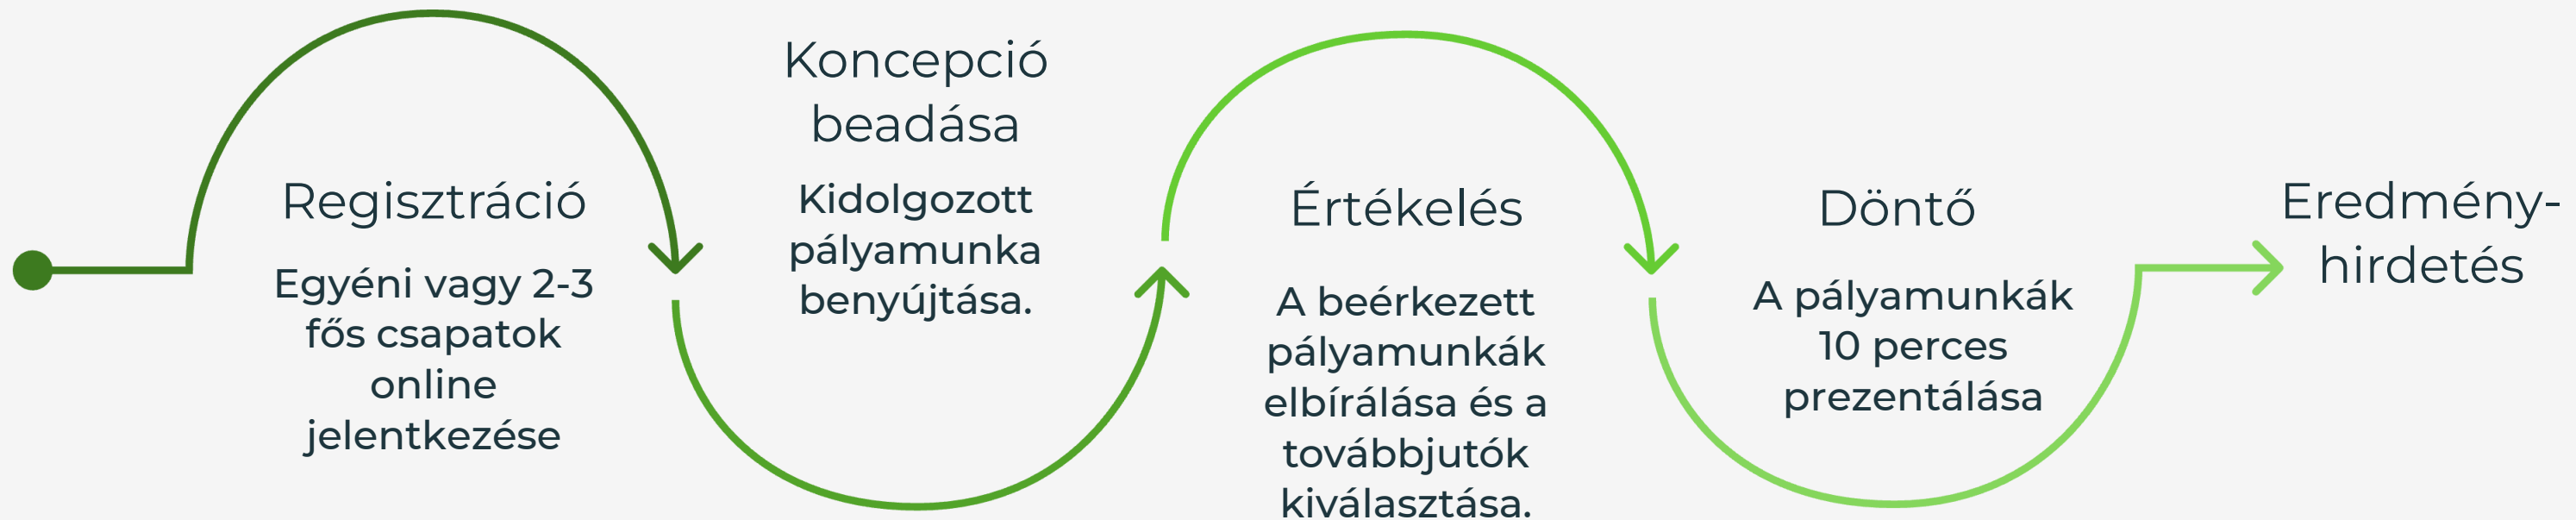 Regisztráció
Egyéni vagy 2-3
fős csapatok
online
jelentkezése
Koncepció
beadása
Kidolgozott
pályamunka
benyújtása.
Értékelés
A beérkezett
pályamunkák
elbírálása és a
továbbjutók
kiválasztása.
Döntő
A pályamunkák
10 perces
prezentálása
Eredmény-
hirdetés